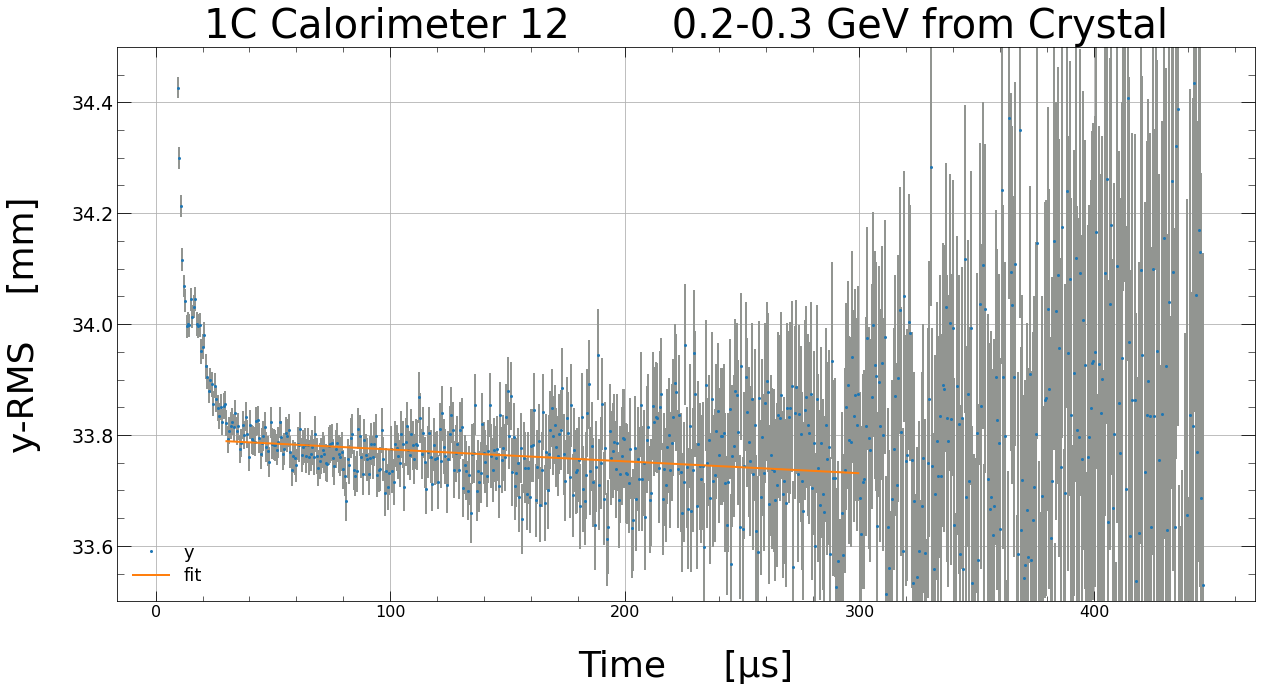 1C Calorimeter 12 0.2-0.3 GeV from Crystal
y-RMS [mm]
34.4
34.2
34.0
33.8
33.6
y
fit
0 100 200 300 400
Time [µs]